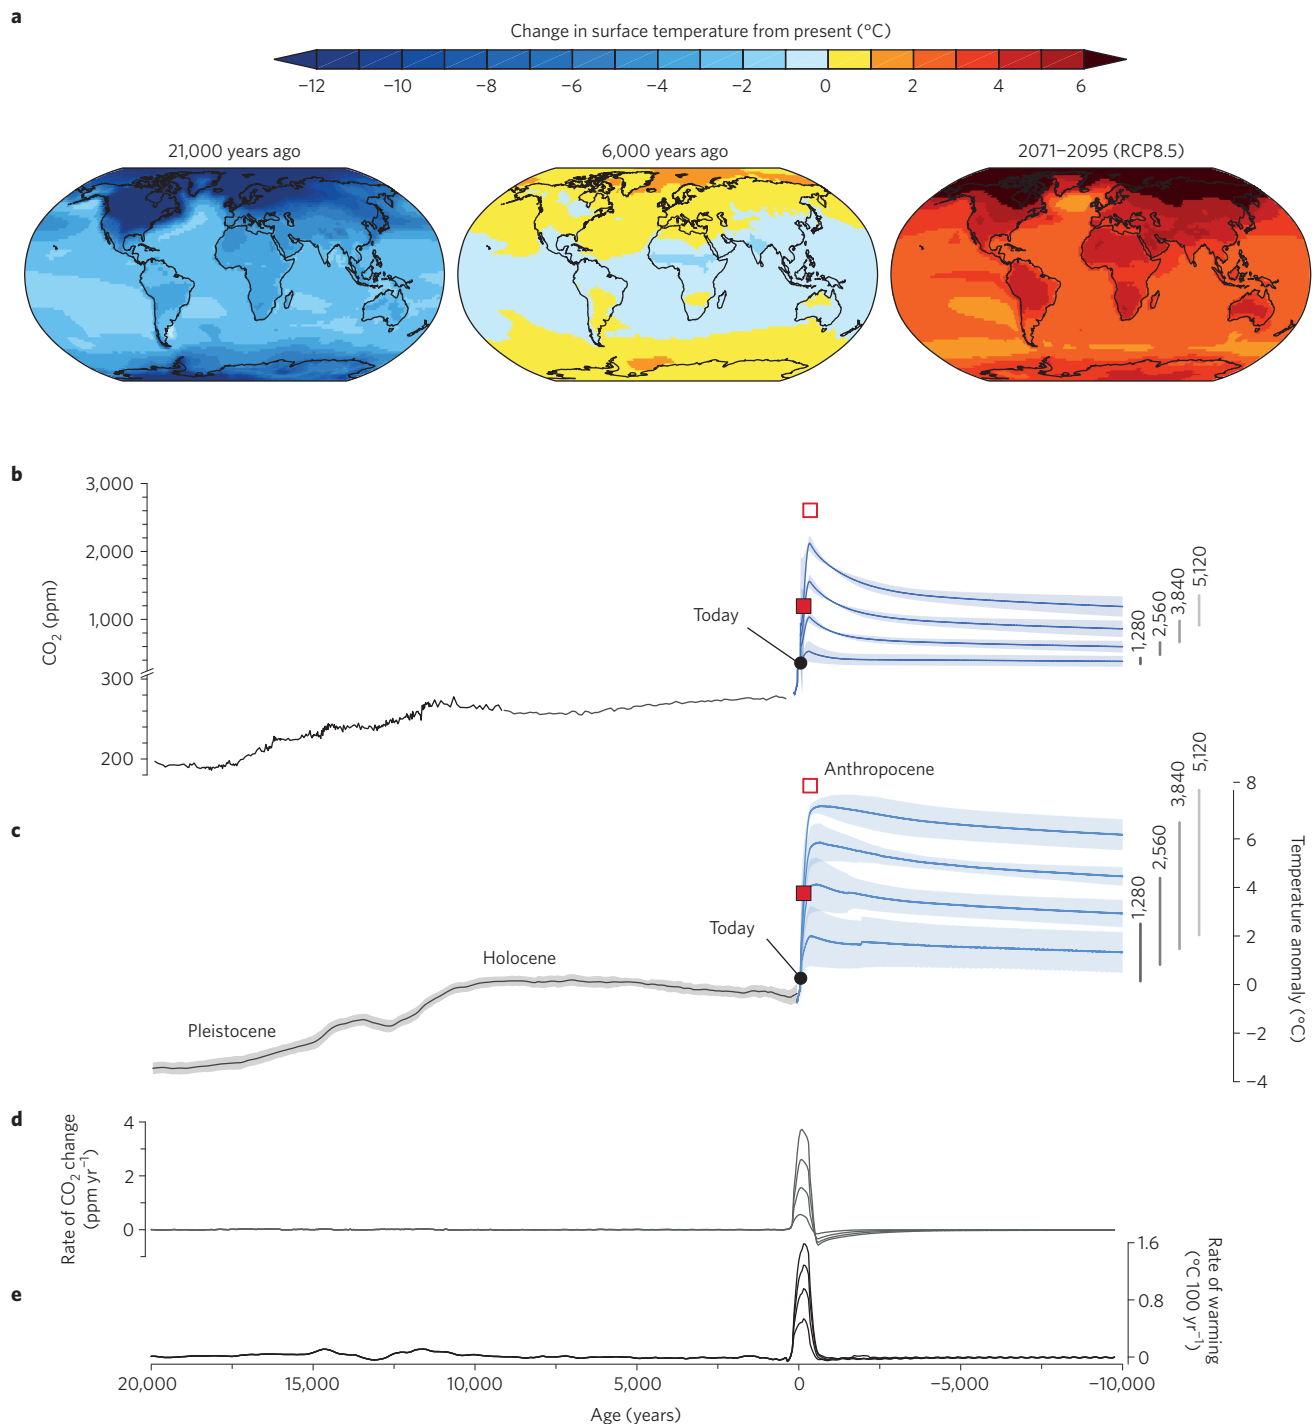 a
Change in surface temperature from present (°C)
−12 −10 −8 −6 −4 −2 0 2 4 6
21,000 years ago 6,000 years ago 2071–2095 (RCP8.5)
b
3,000
2,000
1,000
300
200
CO2 (ppm)
Today
1,280
2,560
3,840
5,120
c
Anthropocene
Today
Holocene
Pleistocene
1,280
2,560
3,840
5,120
8
6
4
2
0
−2
−4
Temperature anomaly (°C)
d
Rate of CO2 change
(ppm yr−1)
4
2
0
e
1.6
0.8
0
Rate of warming
(°C 100 yr−1)
20,000 15,000 10,000 5,000 0 −5,000 −10,000
Age (years)